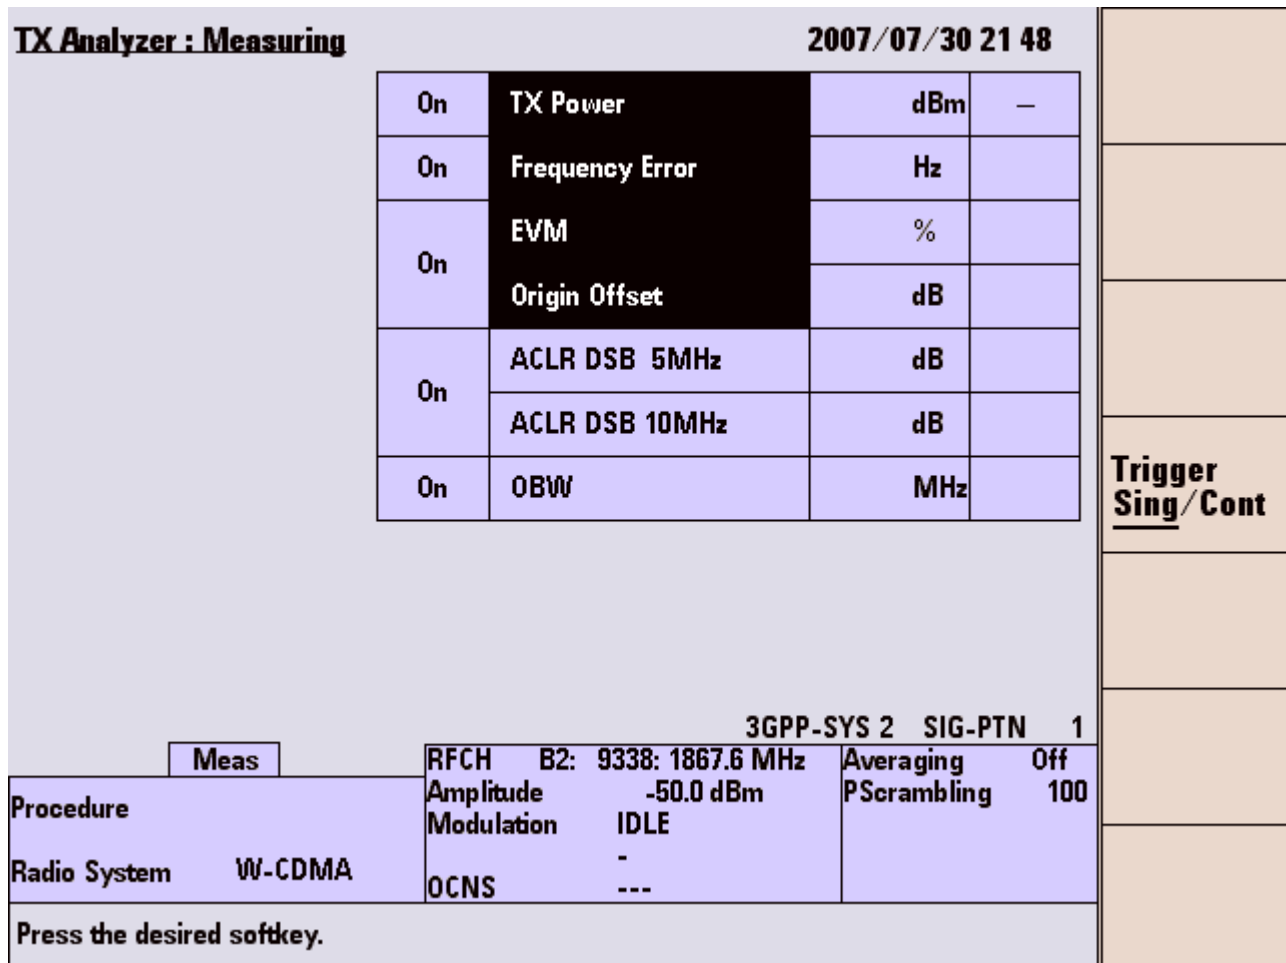 TX Analyzer : Measuring 2007/07/30 21 48
On TX Power dBm –
On Frequency Error Hz
On EVM %
Origin Offset dB
On ACLR DSB 5MHz dB
ACLR DSB 10MHz dB
On OBW MHz
Trigger
Sing/Cont
3GPP-SYS 2 SIG-PTN 1
Meas
Procedure
Radio System W-CDMA
RFCH B2: 9338: 1867.6 MHz
Amplitude -50.0 dBm
Modulation IDLE
-
OCNS ---
Averaging Off
PScrambling 100
Press the desired softkey.